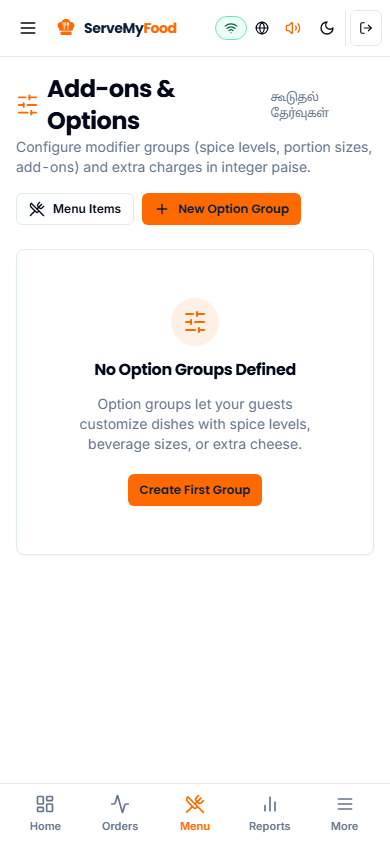 ServeMyFood
Add-ons &
Options
கூடுதல்
தேர்வுகள்
Configure modifier groups (spice levels, portion sizes,
add-ons) and extra charges in integer paise.
Menu Items
New Option Group
No Option Groups Defined
Option groups let your guests
customize dishes with spice levels,
beverage sizes, or extra cheese.
Create First Group
Home
Orders
Menu
Reports
More